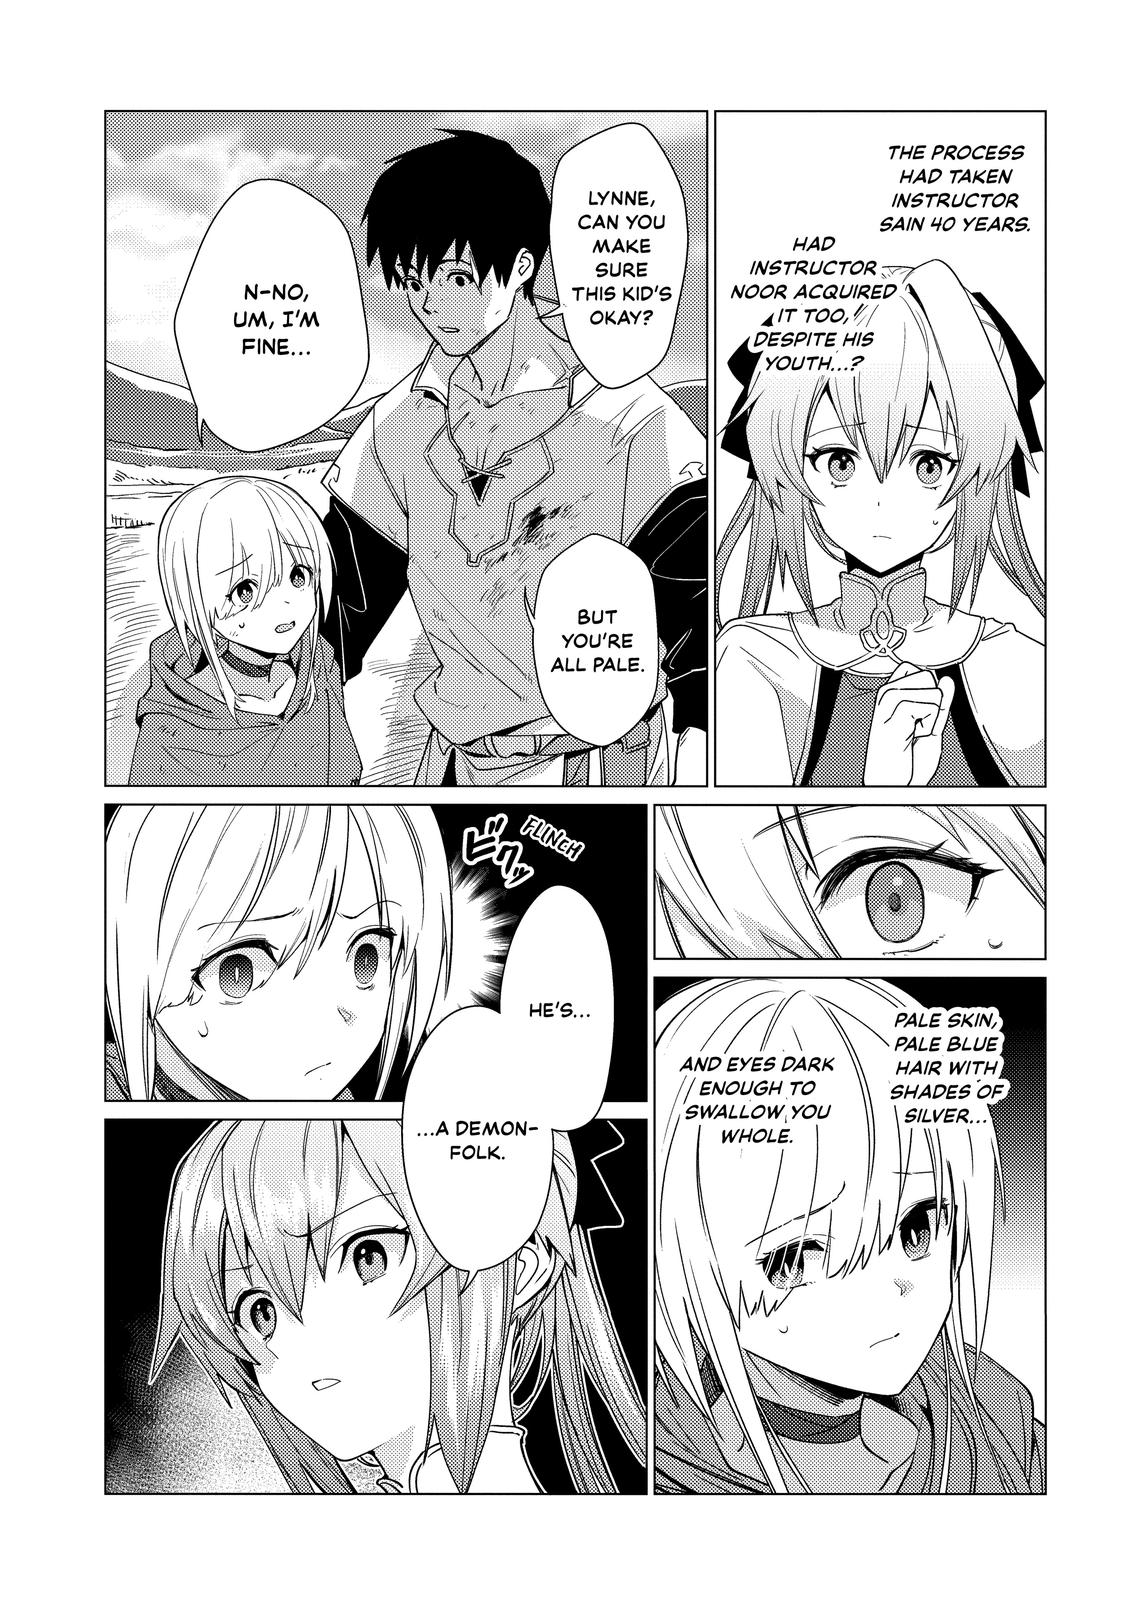 THE PROCESS
HAD TAKEN
INSTRUCTOR
SAIN 40 YEARS.
HAD
INSTRUCTOR
NOOR ACQUIRED
IT TOO,
DESPITE HIS
YOUTH...?
LYNNE,
CAN YOU
MAKE
SURE
THIS KID'S
OKAY?
N-NO,
UM, I'M
FINE...
BUT
YOU'RE
ALL PALE.
PALE SKIN,
PALE BLUE
HAIR WITH
SHADES OF
SILVER...
AND EYES DARK
ENOUGH TO
SWALLOW YOU
WHOLE.
ビクッ
FLINCH
HE'S...
...A DEMON-
FOLK.